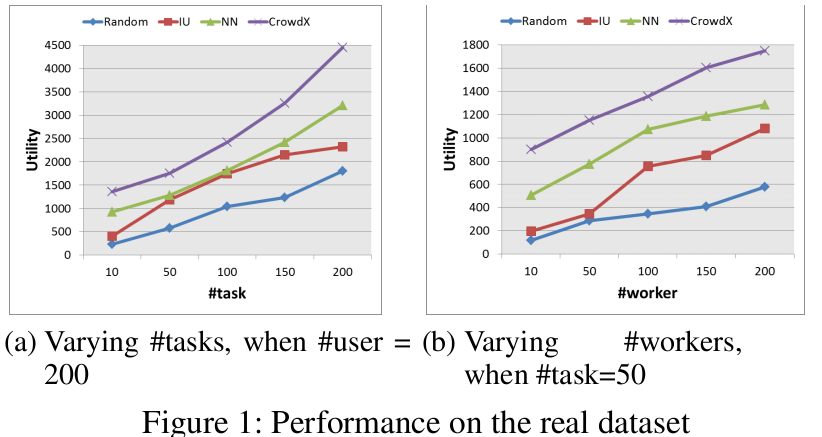 Random IU NN CrowdX
4500
4000
3500
3000
2500
2000
1500
1000
500
0
Utility
10 50 100 150 200
#task
Random IU NN CrowdX
1800
1600
1400
1200
1000
800
600
400
200
0
Utility
10 50 100 150 200
#worker
(a) Varying #tasks, when #user =
200
(b) Varying #workers,
when #task=50
Figure 1: Performance on the real dataset